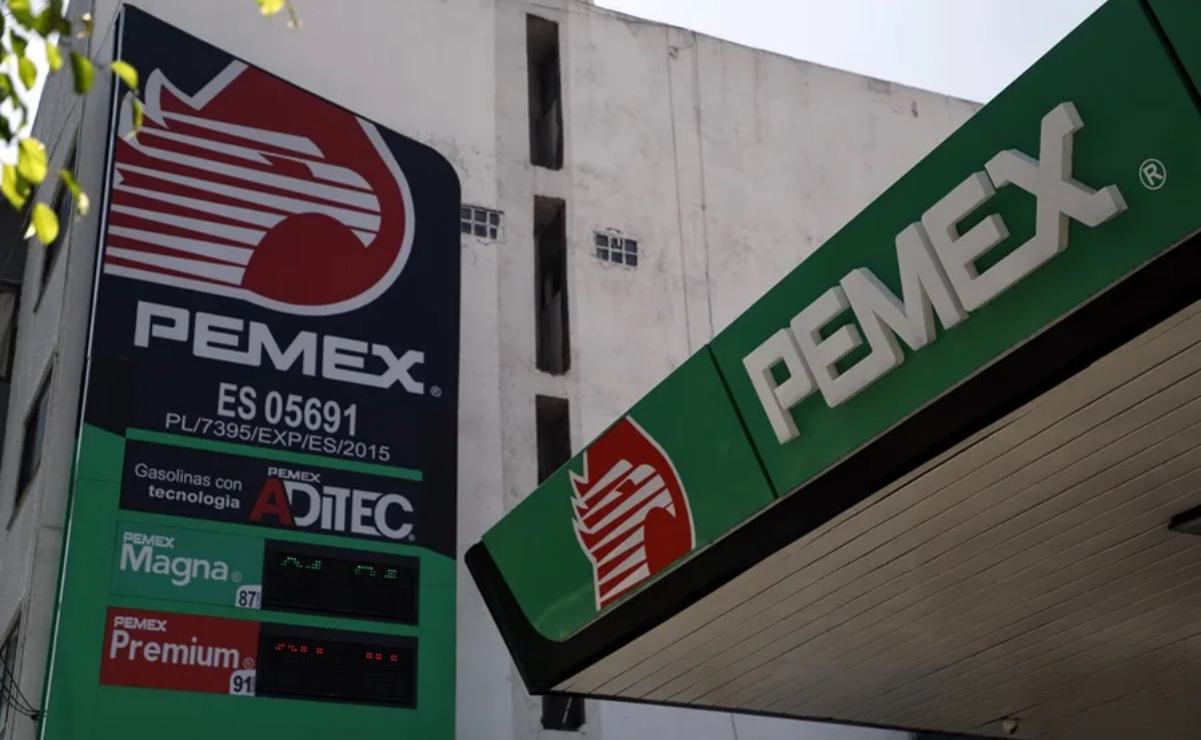 PEMEX®
ES 05691
PL/7395/EXP/ES/2015
Gasolinas con
tecnología
PEMEX
ADITEC®
PEMEX
Magna®
87
PEMEX
Premium®
91
PEMEX®